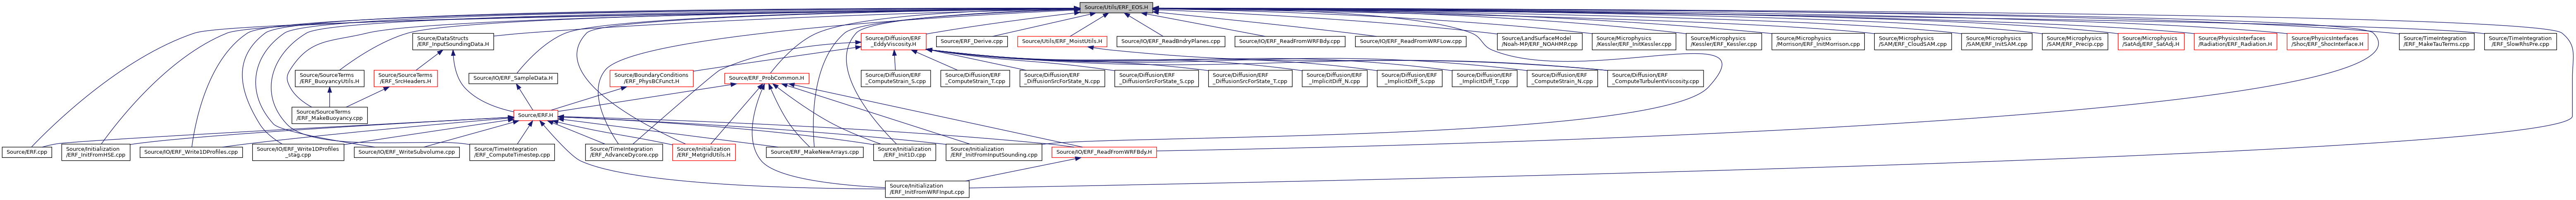 Source/Utils/ERF_EOS.H
Source/DataStructs
/ERF_InputSoundingData.H
Source/Diffusion/ERF
_EddyViscosity.H
Source/ERF_Derive.cpp
Source/Utils/ERF_MoistUtils.H
Source/IO/ERF_ReadBndryPlanes.cpp
Source/IO/ERF_ReadFromWRFBdy.cpp
Source/IO/ERF_ReadFromWRFLow.cpp
Source/LandSurfaceModel
/Noah-MP/ERF_NOAHMP.cpp
Source/Microphysics
/Kessler/ERF_InitKessler.cpp
Source/Microphysics
/Kessler/ERF_Kessler.cpp
Source/Microphysics
/Morrison/ERF_InitMorrison.cpp
Source/Microphysics
/SAM/ERF_CloudSAM.cpp
Source/Microphysics
/SAM/ERF_InitSAM.cpp
Source/Microphysics
/SAM/ERF_Precip.cpp
Source/Microphysics
/SatAdj/ERF_SatAdj.H
Source/PhysicsInterfaces
/Radiation/ERF_Radiation.H
Source/PhysicsInterfaces
/Shoc/ERF_ShocInterface.H
Source/TimeIntegration
/ERF_MakeTauTerms.cpp
Source/TimeIntegration
/ERF_SlowRhsPre.cpp
Source/SourceTerms
/ERF_BuoyancyUtils.H
Source/SourceTerms
/ERF_SrcHeaders.H
Source/IO/ERF_SampleData.H
Source/BoundaryConditions
/ERF_PhysBCFunct.H
Source/ERF_ProbCommon.H
Source/Diffusion/ERF
_ComputeStrain_S.cpp
Source/Diffusion/ERF
_ComputeStrain_T.cpp
Source/Diffusion/ERF
_DiffusionSrcForState_N.cpp
Source/Diffusion/ERF
_DiffusionSrcForState_S.cpp
Source/Diffusion/ERF
_DiffusionSrcForState_T.cpp
Source/Diffusion/ERF
_ImplicitDiff_N.cpp
Source/Diffusion/ERF
_ImplicitDiff_S.cpp
Source/Diffusion/ERF
_ImplicitDiff_T.cpp
Source/Diffusion/ERF
_ComputeStrain_N.cpp
Source/Diffusion/ERF
_ComputeTurbulentViscosity.cpp
Source/SourceTerms
/ERF_MakeBuoyancy.cpp
Source/ERF.H
Source/ERF.cpp
Source/Initialization
/ERF_InitFromHSE.cpp
Source/IO/ERF_Write1DProfiles.cpp
Source/IO/ERF_Write1DProfiles
_stag.cpp
Source/IO/ERF_WriteSubvolume.cpp
Source/TimeIntegration
/ERF_ComputeTimestep.cpp
Source/TimeIntegration
/ERF_AdvanceDycore.cpp
Source/Initialization
/ERF_MetgridUtils.H
Source/ERF_MakeNewArrays.cpp
Source/Initialization
/ERF_Init1D.cpp
Source/Initialization
/ERF_InitFromInputSounding.cpp
Source/IO/ERF_ReadFromWRFBdy.H
Source/Initialization
/ERF_InitFromWRFInput.cpp